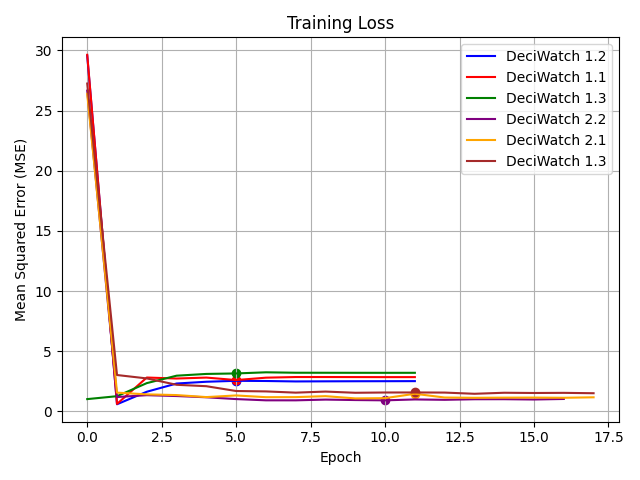 Training Loss
Mean Squared Error (MSE)
30
25
20
15
10
5
0
DeciWatch 1.2
DeciWatch 1.1
DeciWatch 1.3
DeciWatch 2.2
DeciWatch 2.1
DeciWatch 1.3
0.0 2.5 5.0 7.5 10.0 12.5 15.0 17.5
Epoch